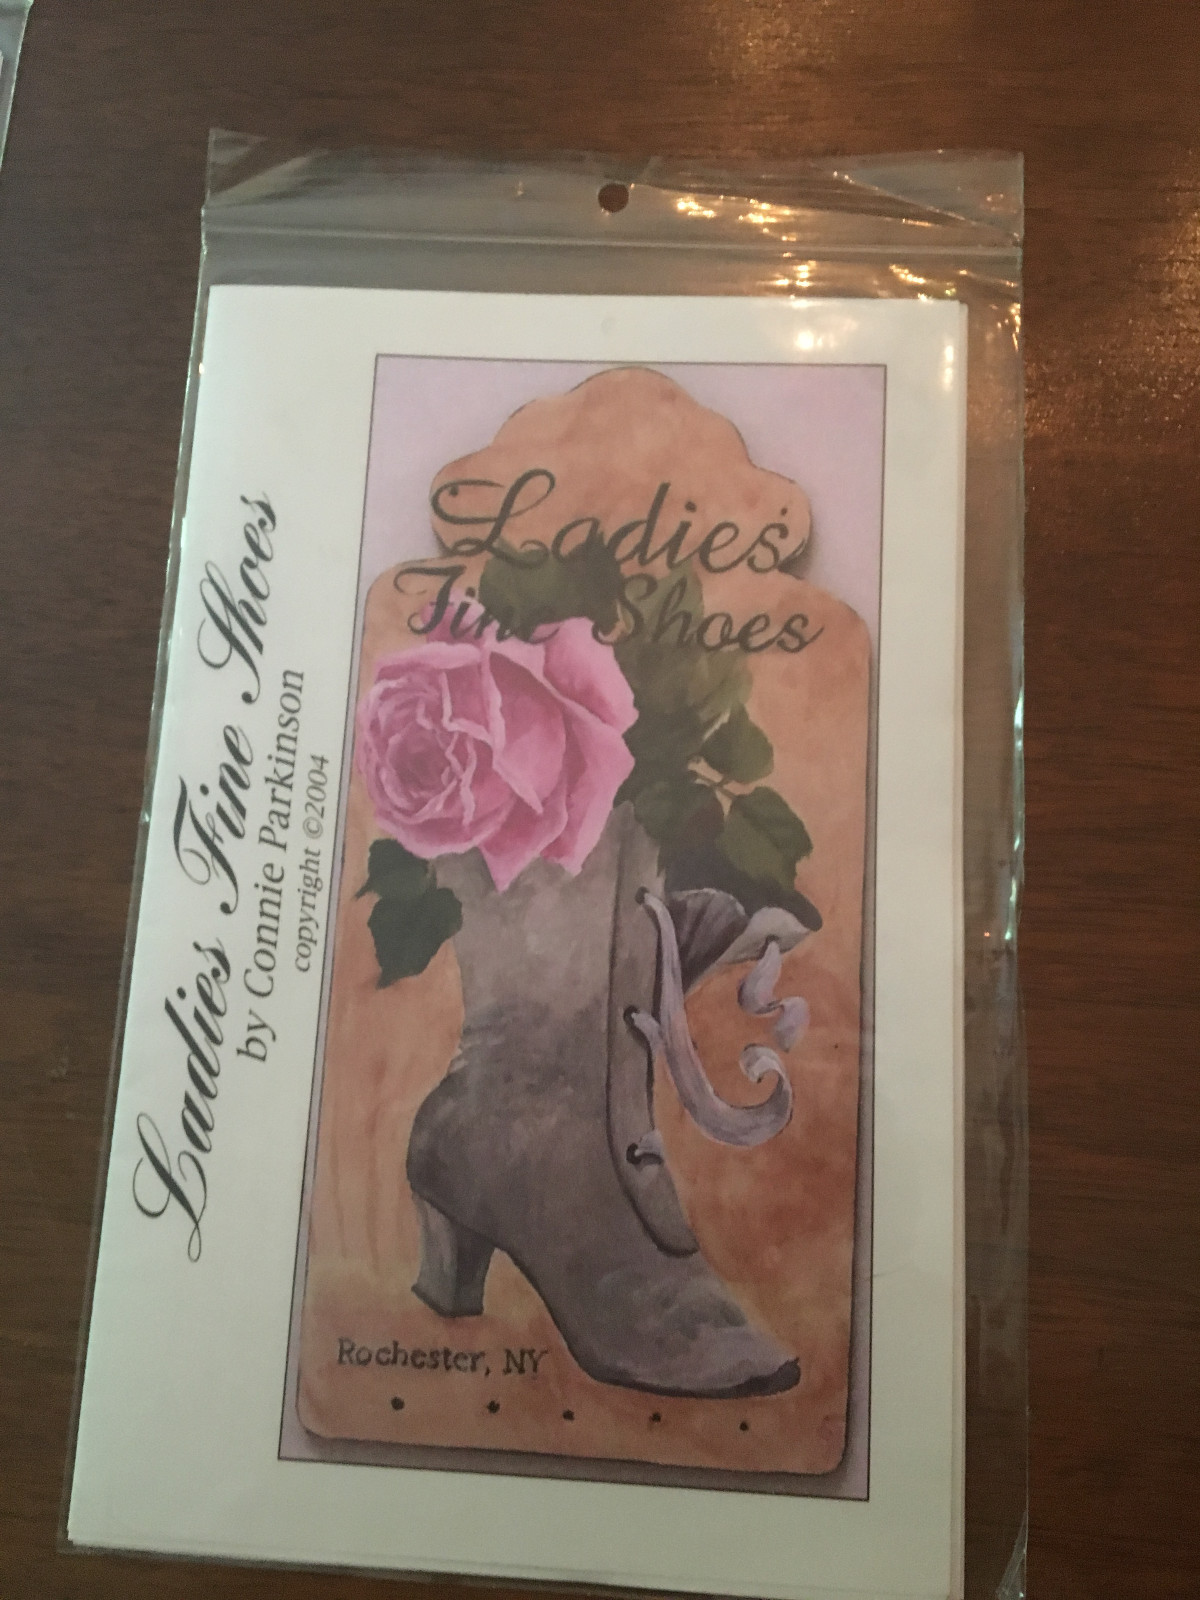 Ladies Fine Shoes
by Connie Parkinson
copyright ©2004
Ladies'
Fine Shoes
Rochester, NY